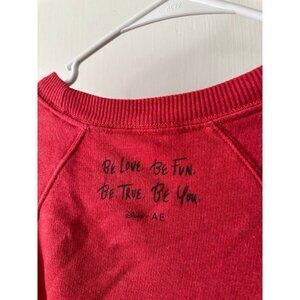 Be Love. Be Fun.
Be True. Be You.
Disney · AE